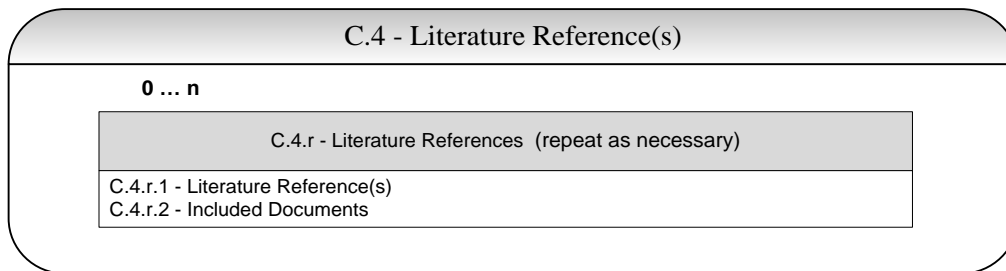 C.4 - Literature Reference(s)
0 … n
C.4.r - Literature References (repeat as necessary)
C.4.r.1 - Literature Reference(s)
C.4.r.2 - Included Documents